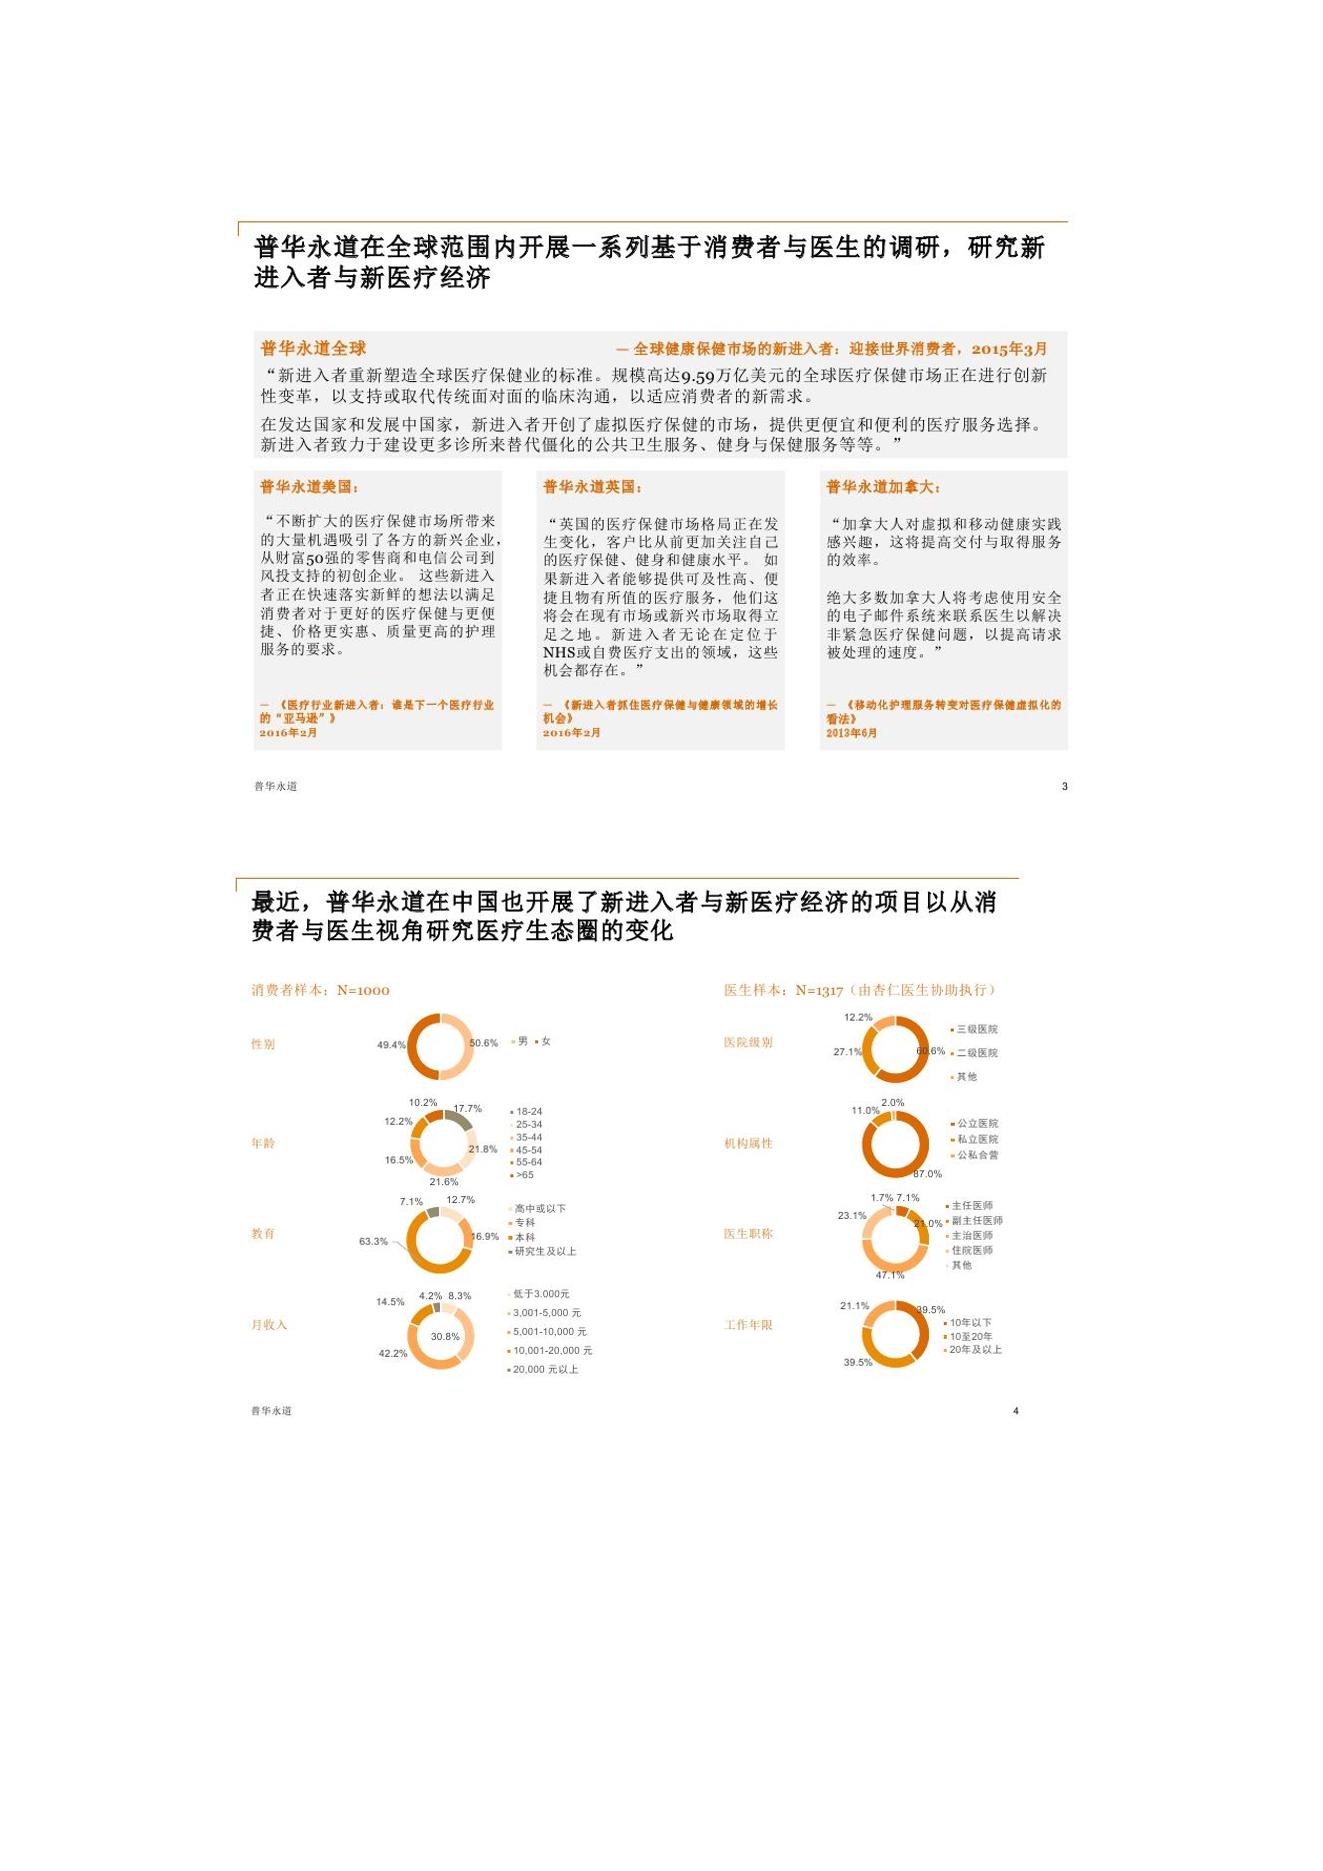 普华永道在全球范围内开展一系列基于消费者与医生的调研，研究新
进入者与新医疗经济
普华永道全球
— 全球健康保健市场的新进入者：迎接世界消费者，2015年3月
“新进入者重新塑造全球医疗保健业的标准。规模高达9.59万亿美元的全球医疗保健市场正在进行创新
性变革，以支持或取代传统面对面的临床沟通，以适应消费者的新需求。
在发达国家和发展中国家，新进入者开创了虚拟医疗保健的市场，提供更便宜和便利的医疗服务选择。
新进入者致力于建设更多诊所来替代僵化的公共卫生服务、健身与保健服务等等。”
普华永道美国：
“不断扩大的医疗保健市场所带来
的大量机遇吸引了各方的新兴企业，
从财富50强的零售商和电信公司到
风投支持的初创企业。 这些新进入
者正在快速落实新鲜的想法以满足
消费者对于更好的医疗保健与更便
捷、价格更实惠、质量更高的护理
服务的要求。
— 《医疗行业新进入者：谁是下一个医疗行业
的“亚马逊”》
2016年2月
普华永道英国：
“英国的医疗保健市场格局正在发
生变化，客户比从前更加关注自己
的医疗保健、健身和健康水平。 如
果新进入者能够提供可及性高、便
捷且物有所值的医疗服务，他们这
将会在现有市场或新兴市场取得立
足之地。新进入者无论在定位于
NHS或自费医疗支出的领域，这些
机会都存在。”
— 《新进入者抓住医疗保健与健康领域的增长
机会》
2016年2月
普华永道加拿大：
“加拿大人对虚拟和移动健康实践
感兴趣，这将提高交付与取得服务
的效率。
绝大多数加拿大人将考虑使用安全
的电子邮件系统来联系医生以解决
非紧急医疗保健问题，以提高请求
被处理的速度。”
— 《移动化护理服务转变对医疗保健虚拟化的
看法》
2013年6月
普华永道
3
最近，普华永道在中国也开展了新进入者与新医疗经济的项目以从消
费者与医生视角研究医疗生态圈的变化
消费者样本：N=1000
性别
49.4%
50.6%
男 女
年龄
10.2%
17.7%
12.2%
21.8%
16.5%
21.6%
18-24
25-34
35-44
45-54
55-64
>65
教育
7.1%
12.7%
63.3%
16.9%
高中或以下
专科
本科
研究生及以上
月收入
14.5%
4.2%
8.3%
30.8%
42.2%
低于3.000元
3,001-5,000 元
5,001-10,000 元
10,001-20,000 元
20,000 元以上
医生样本：N=1317（由杏仁医生协助执行）
医院级别
12.2%
27.1%
60.6%
三级医院
二级医院
其他
机构属性
11.0%
2.0%
87.0%
公立医院
私立医院
公私合营
医生职称
1.7% 7.1%
23.1%
21.0%
47.1%
主任医师
副主任医师
主治医师
住院医师
其他
工作年限
21.1%
39.5%
39.5%
10年以下
10至20年
20年及以上
普华永道
4